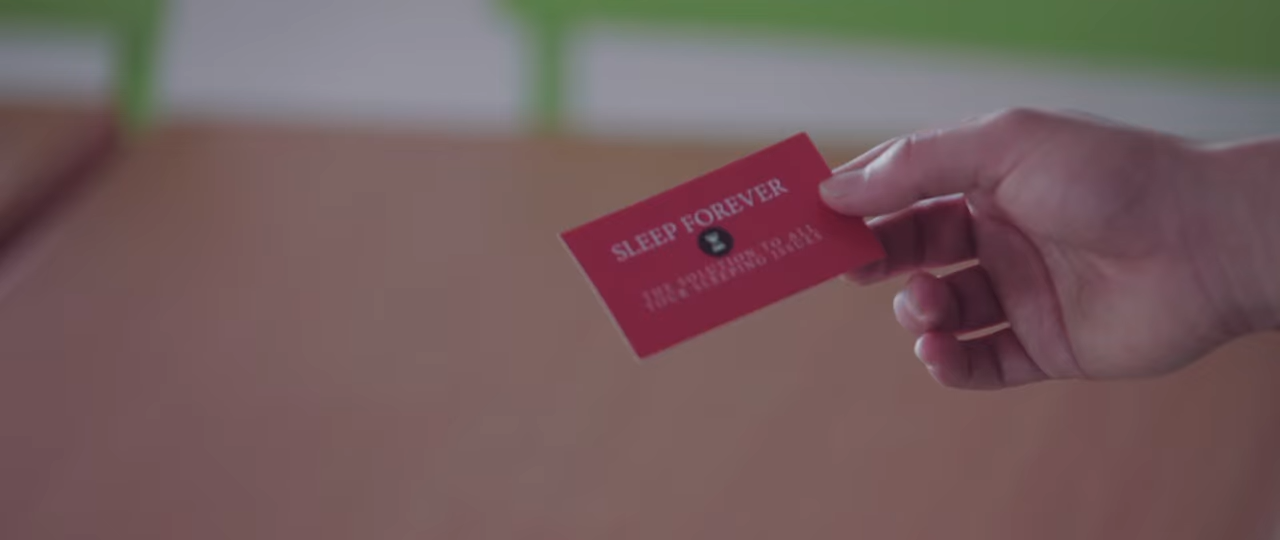 SLEEP FOREVER
THE SOLUTION TO ALL
YOUR SLEEPING ISSUES